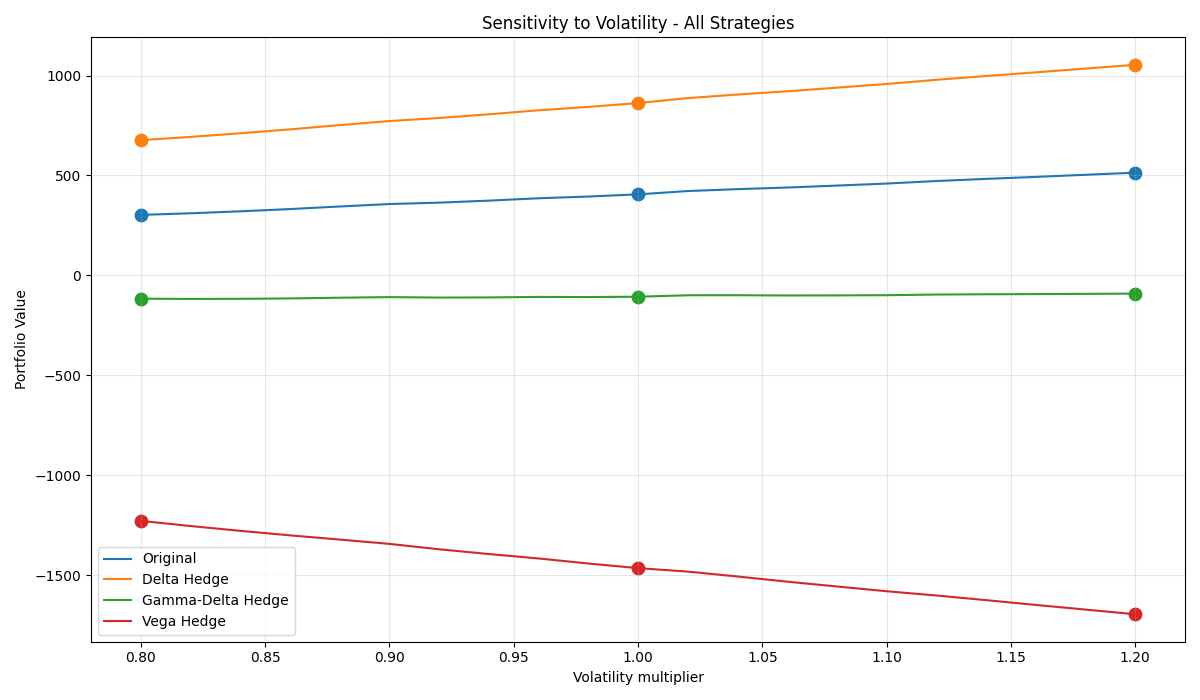 Sensitivity to Volatility - All Strategies
Portfolio Value
1000
500
0
−500
−1000
−1500
Original
Delta Hedge
Gamma-Delta Hedge
Vega Hedge
0.80 0.85 0.90 0.95 1.00 1.05 1.10 1.15 1.20
Volatility multiplier